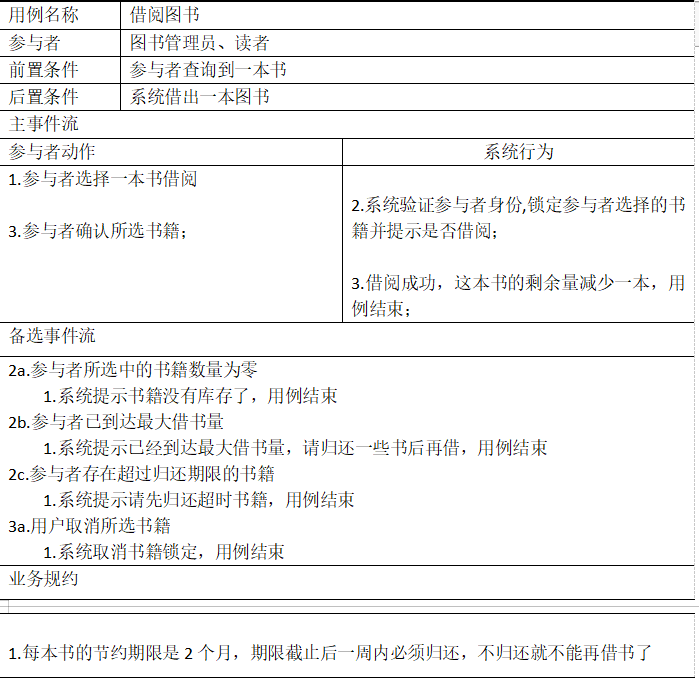 用例名称 借阅图书
参与者 图书管理员、读者
前置条件 参与者查询到一本书
后置条件 系统借出一本图书
主事件流
参与者动作 系统行为
1.参与者选择一本书借阅
2.系统验证参与者身份,锁定参与者选择的书
籍并提示是否借阅；
3.参与者确认所选书籍；
3.借阅成功，这本书的剩余量减少一本，用
例结束；
备选事件流
2a.参与者所选中的书籍数量为零
1.系统提示书籍没有库存了，用例结束
2b.参与者已到达最大借书量
1.系统提示已经到达最大借书量，请归还一些书后再借，用例结束
2c.参与者存在超过归还期限的书籍
1.系统提示请先归还超时书籍，用例结束
3a.用户取消所选书籍
1.系统取消书籍锁定，用例结束
业务规约
1.每本书的节约期限是 2 个月，期限截止后一周内必须归还，不归还就不能再借书了